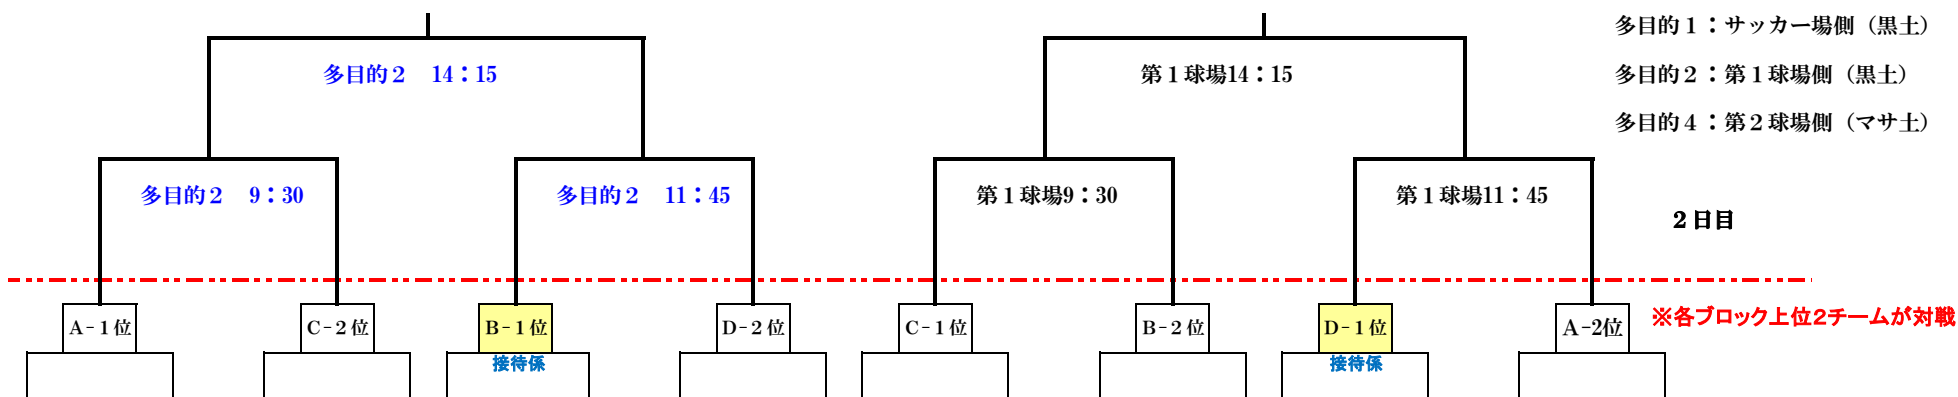 多目的１：サッカー場側（黒土）
多目的２　14：15
第１球場14：15
多目的２：第１球場側（黒土）
多目的４：第２球場側（マサ土）
多目的２　9：30
多目的２　11：45
第１球場9：30
第１球場11：45
２日目
※各ブロック上位2チームが対戦
A-１位
C-２位
B-１位
D-２位
C-１位
B-２位
D-１位
A-2位
接待係
接待係